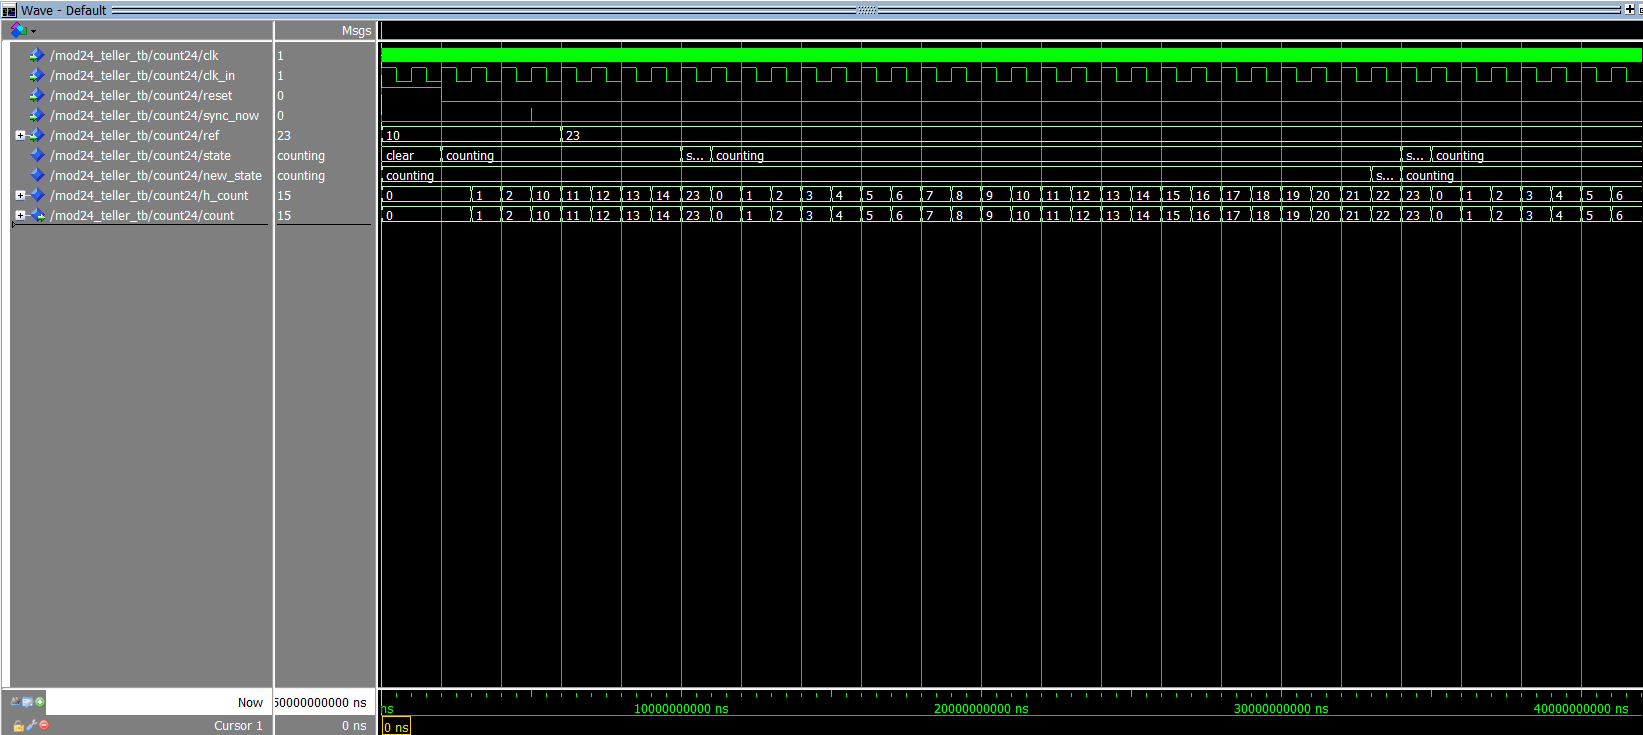 Wave - Default
Msgs
/mod24_teller_tb/count24/clk 1
/mod24_teller_tb/count24/clk_in 1
/mod24_teller_tb/count24/reset 0
/mod24_teller_tb/count24/sync_now 0
/mod24_teller_tb/count24/ref 23 10 23
/mod24_teller_tb/count24/state counting clear counting s... counting s... counting
/mod24_teller_tb/count24/new_state counting counting s... counting
/mod24_teller_tb/count24/h_count 15 0 1 2 10 11 12 13 14 23 0 1 2 3 4 5 6 7 8 9 10 11 12 13 14 15 16 17 18 19 20 21 22 23 0 1 2 3 4 5 6
/mod24_teller_tb/count24/count 15 0 1 2 10 11 12 13 14 23 0 1 2 3 4 5 6 7 8 9 10 11 12 13 14 15 16 17 18 19 20 21 22 23 0 1 2 3 4 5 6
Now 50000000000 ns ns 10000000000 ns 20000000000 ns 30000000000 ns 40000000000 ns
Cursor 1 0 ns 0 ns